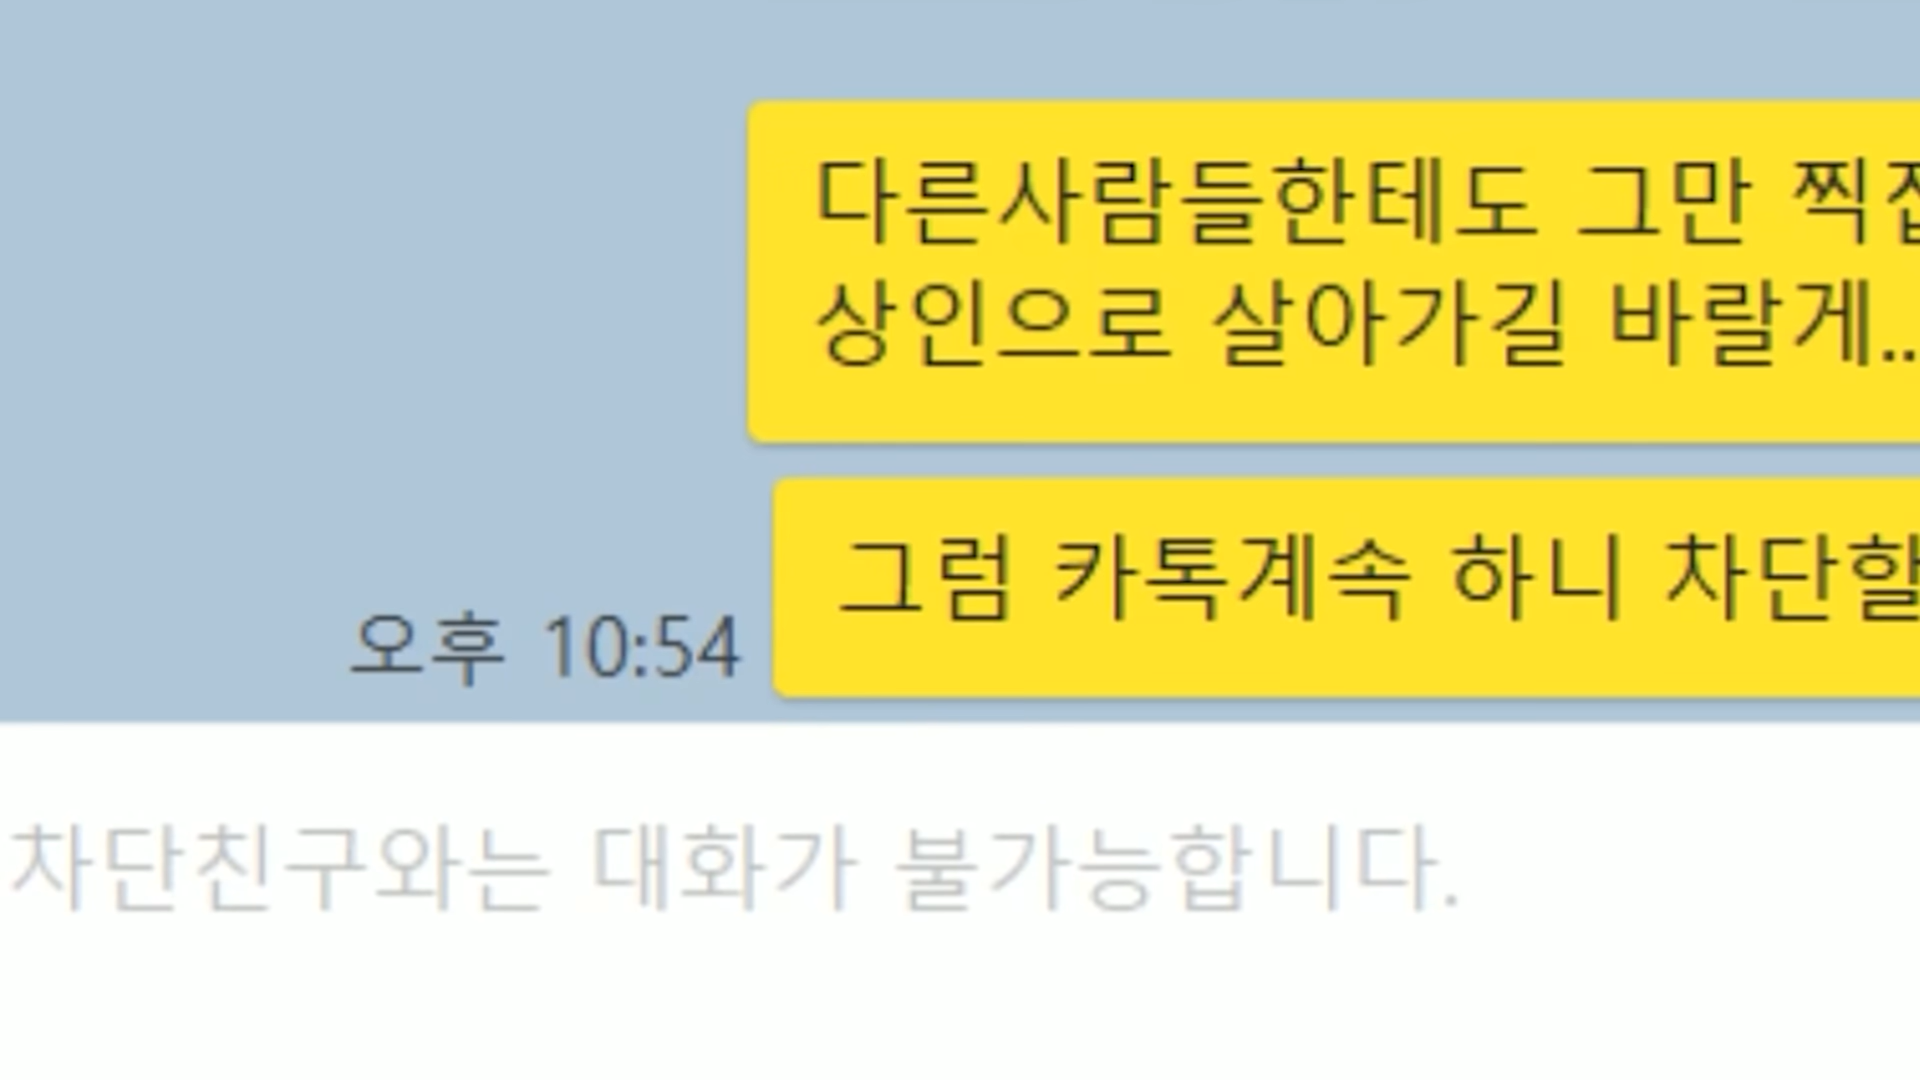 다른사람들한테도 그만 찍
상인으로 살아가길 바랄게..
그럼 카톡계속 하니 차단할
오후 10:54
차단친구와는 대화가 불가능합니다.